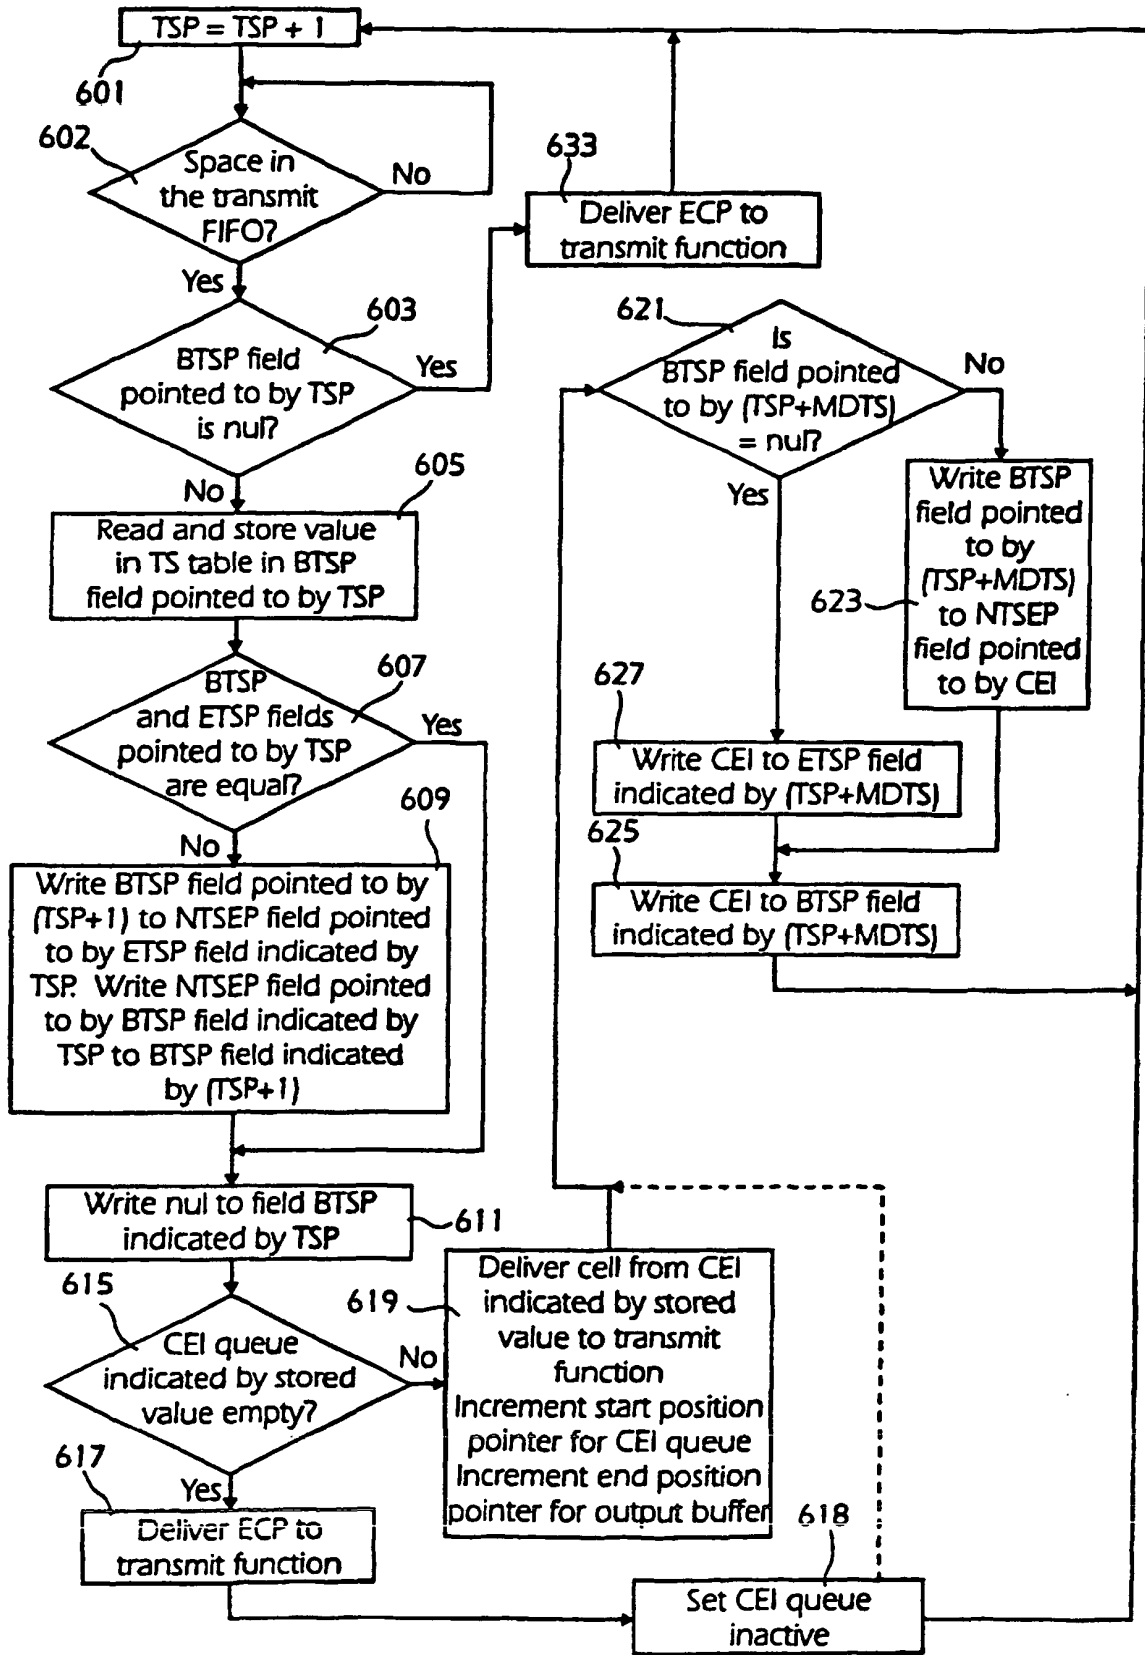 TSP = TSP + 1
601
602
Space in
the transmit
FIFO?
No
Yes
633
Deliver ECP to
transmit function
603
BTSP field
pointed to by TSP
is nul?
Yes
No
605
Read and store value
in TS table in BTSP
field pointed to by TSP
607
BTSP
and ETSP fields
pointed to by TSP
are equal?
Yes
No
609
Write BTSP field pointed to by
(TSP+1) to NTSEP field pointed
to by ETSP field indicated by
TSP. Write NTSEP field pointed
to by BTSP field indicated by
TSP to BTSP field indicated
by (TSP+1)
Write nul to field BTSP
indicated by TSP
611
615
CEI queue
indicated by stored
value empty?
No
Yes
617
Deliver ECP to
transmit function
619
Deliver cell from CEI
indicated by stored
value to transmit
function
Increment start position
pointer for CEI queue
Increment end position
pointer for output buffer
618
Set CEI queue
inactive
621
Is
BTSP field pointed
to by (TSP+MDTS)
= nul?
No
Yes
Write BTSP
field pointed
to by
(TSP+MDTS)
to NTSEP
field pointed
to by CEI
623
627
Write CEI to ETSP field
indicated by (TSP+MDTS)
625
Write CEI to BTSP field
indicated by (TSP+MDTS)